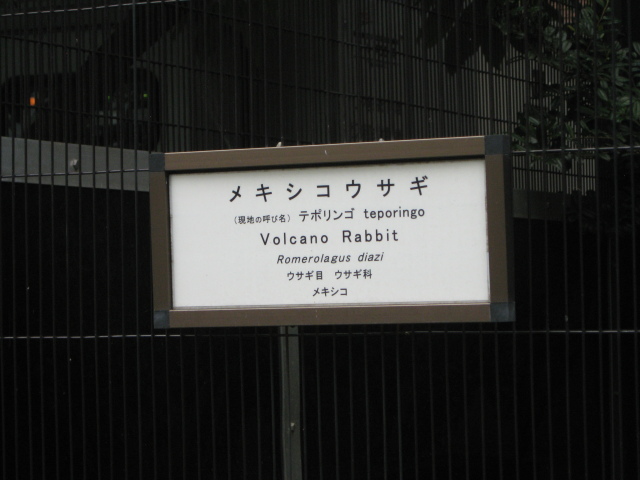 メキシコウサギ
（現地の呼び名） テポリンゴ teporingo
Volcano Rabbit
Romerolagus diazi
ウサギ目 ウサギ科
メキシコ